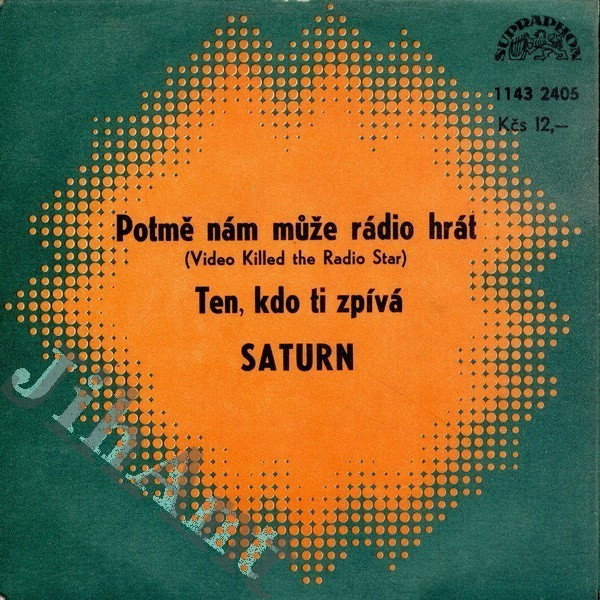 SUPRAPHON
1143 2405
Kčs 12,—
Potmě nám může rádio hrát
(Video Killed the Radio Star)
Ten, kdo ti zpívá
SATURN
JihAnt